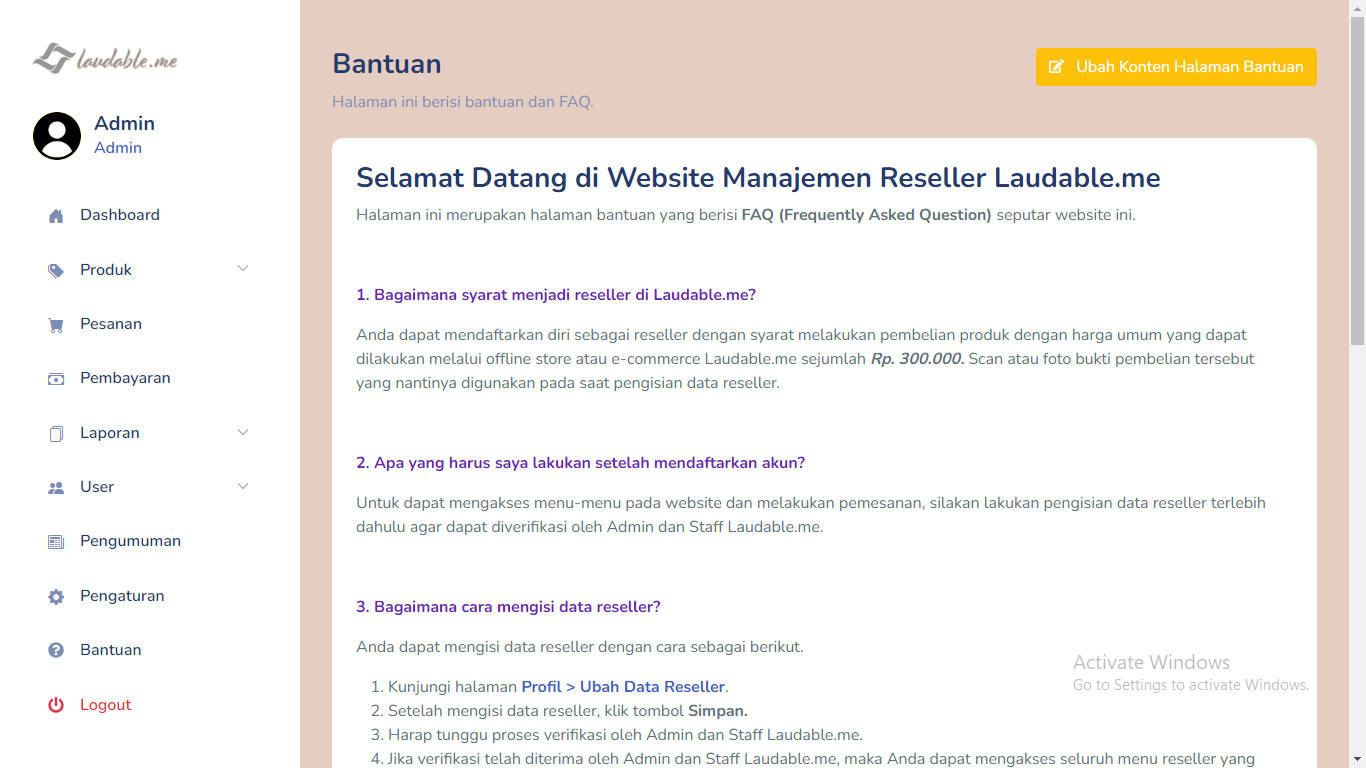 laudable.me
Admin
Admin
Dashboard
Produk
Pesanan
Pembayaran
Laporan
User
Pengumuman
Pengaturan
Bantuan
Logout
Bantuan
Ubah Konten Halaman Bantuan
Halaman ini berisi bantuan dan FAQ.
Selamat Datang di Website Manajemen Reseller Laudable.me
Halaman ini merupakan halaman bantuan yang berisi FAQ (Frequently Asked Question) seputar website ini.
1. Bagaimana syarat menjadi reseller di Laudable.me?
Anda dapat mendaftarkan diri sebagai reseller dengan syarat melakukan pembelian produk dengan harga umum yang dapat
dilakukan melalui offline store atau e-commerce Laudable.me sejumlah Rp. 300.000. Scan atau foto bukti pembelian tersebut
yang nantinya digunakan pada saat pengisian data reseller.
2. Apa yang harus saya lakukan setelah mendaftarkan akun?
Untuk dapat mengakses menu-menu pada website dan melakukan pemesanan, silakan lakukan pengisian data reseller terlebih
dahulu agar dapat diverifikasi oleh Admin dan Staff Laudable.me.
3. Bagaimana cara mengisi data reseller?
Anda dapat mengisi data reseller dengan cara sebagai berikut.
1. Kunjungi halaman Profil > Ubah Data Reseller.
2. Setelah mengisi data reseller, klik tombol Simpan.
3. Harap tunggu proses verifikasi oleh Admin dan Staff Laudable.me.
4. Jika verifikasi telah diterima oleh Admin dan Staff Laudable.me, maka Anda dapat mengakses seluruh menu reseller yang
Activate Windows
Go to Settings to activate Windows.